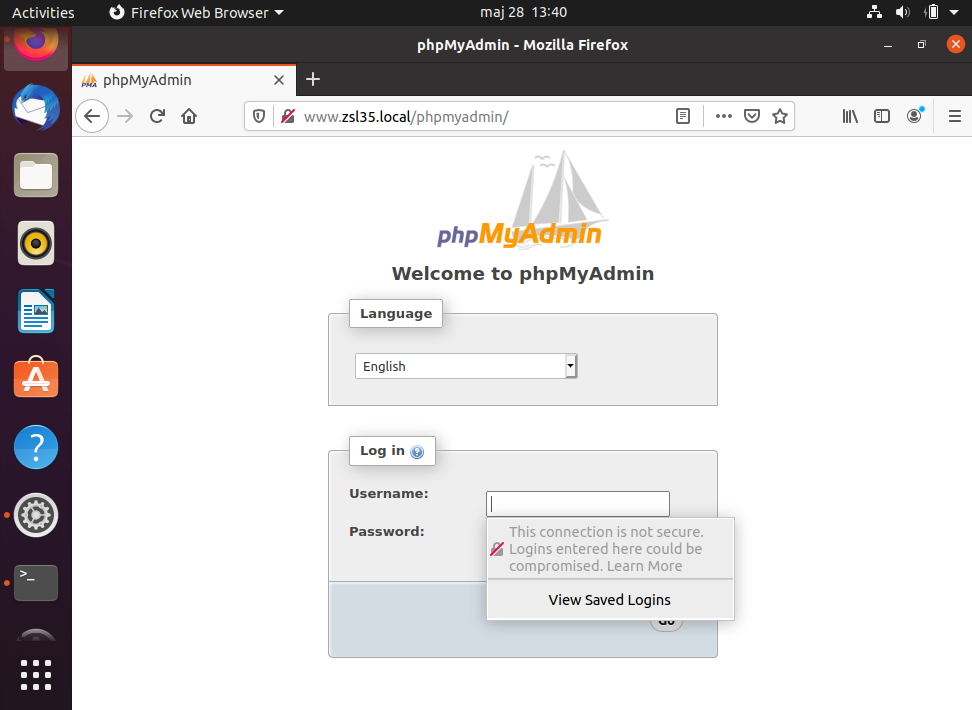 Activities
Firefox Web Browser
maj 28 13:40
phpMyAdmin - Mozilla Firefox
PMA
phpMyAdmin
www.zsl35.local/phpmyadmin/
phpMyAdmin
Welcome to phpMyAdmin
Language
English
Log in
Username:
Password:
This connection is not secure.
Logins entered here could be
compromised. Learn More
View Saved Logins
Go